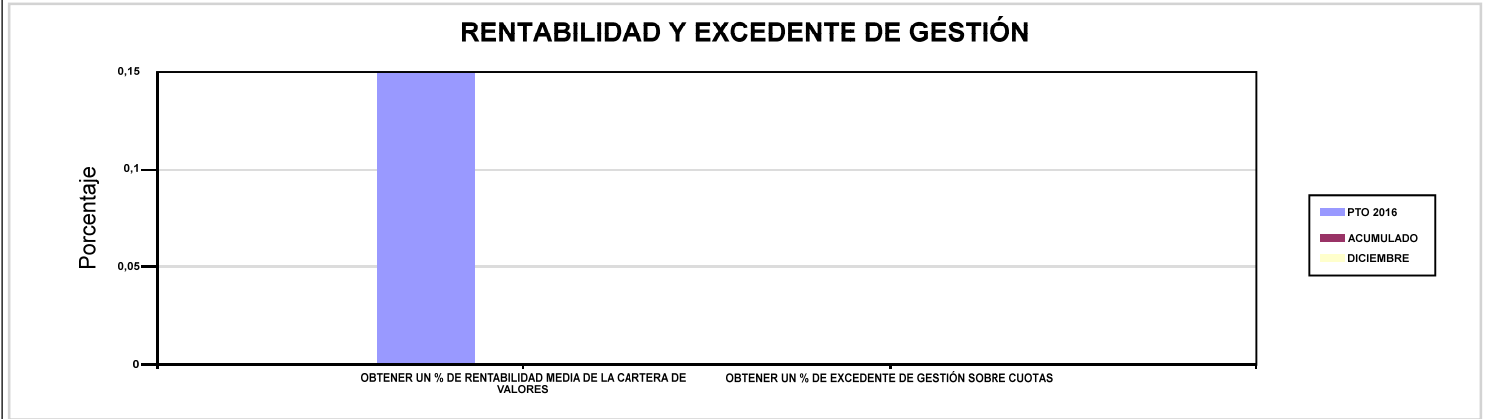 RENTABILIDAD Y EXCEDENTE DE GESTIÓN
0,15
0,1
0,05
0
Porcentaje
OBTENER UN % DE RENTABILIDAD MEDIA DE LA CARTERA DE
VALORES
OBTENER UN % DE EXCEDENTE DE GESTIÓN SOBRE CUOTAS
PTO 2016
ACUMULADO
DICIEMBRE